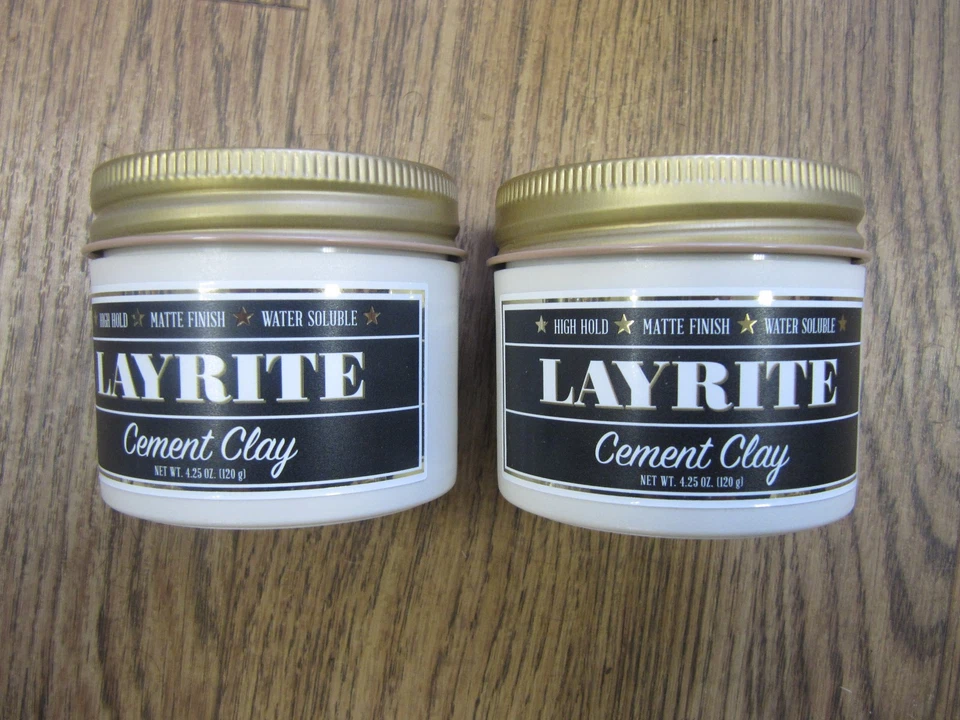 HIGH HOLD ★ MATTE FINISH ★ WATER SOLUBLE ★
LAYRITE
Cement Clay
NET WT. 4.25 OZ. (120 g)
★ HIGH HOLD ★ MATTE FINISH ★ WATER SOLUBLE ★
LAYRITE
Cement Clay
NET WT. 4.25 OZ. (120 g)